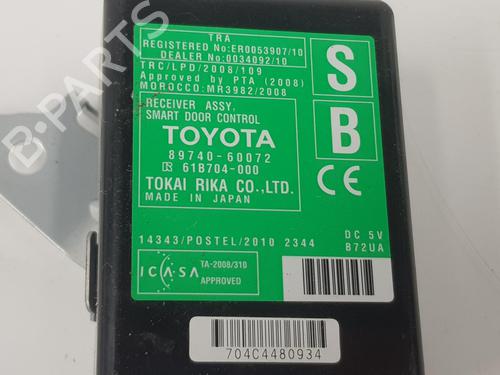 TRA
REGISTERED No:ER0053907/10
DEALER No:0034092/10
TRC/LPD/2008/109
Approved by PTA (2008)
MOROCCO:MR3982/2008
S
RECEIVER ASSY,
SMART DOOR CONTROL
TOYOTA
89740-60072
61B704-000
TOKAI RIKA CO.,LTD.
MADE IN JAPAN
B
CE
14343/POSTEL/2010 2344
DC 5V
B72UA
ICASA
TA-2008/310
APPROVED
704C4480934